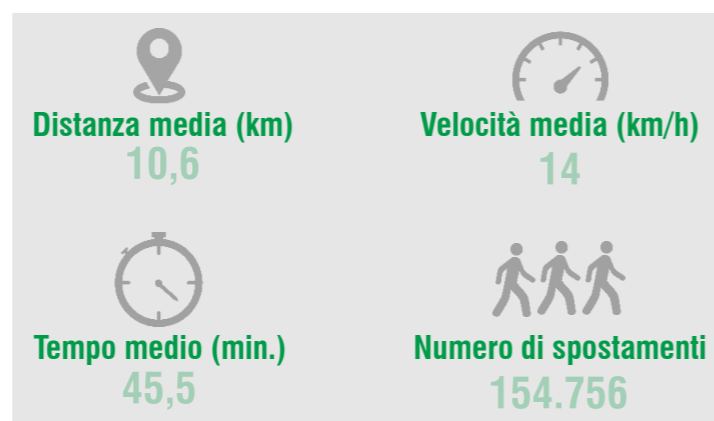 Distanza media (km)
10,6
Velocità media (km/h)
14
Tempo medio (min.)
45,5
Numero di spostamenti
154.756